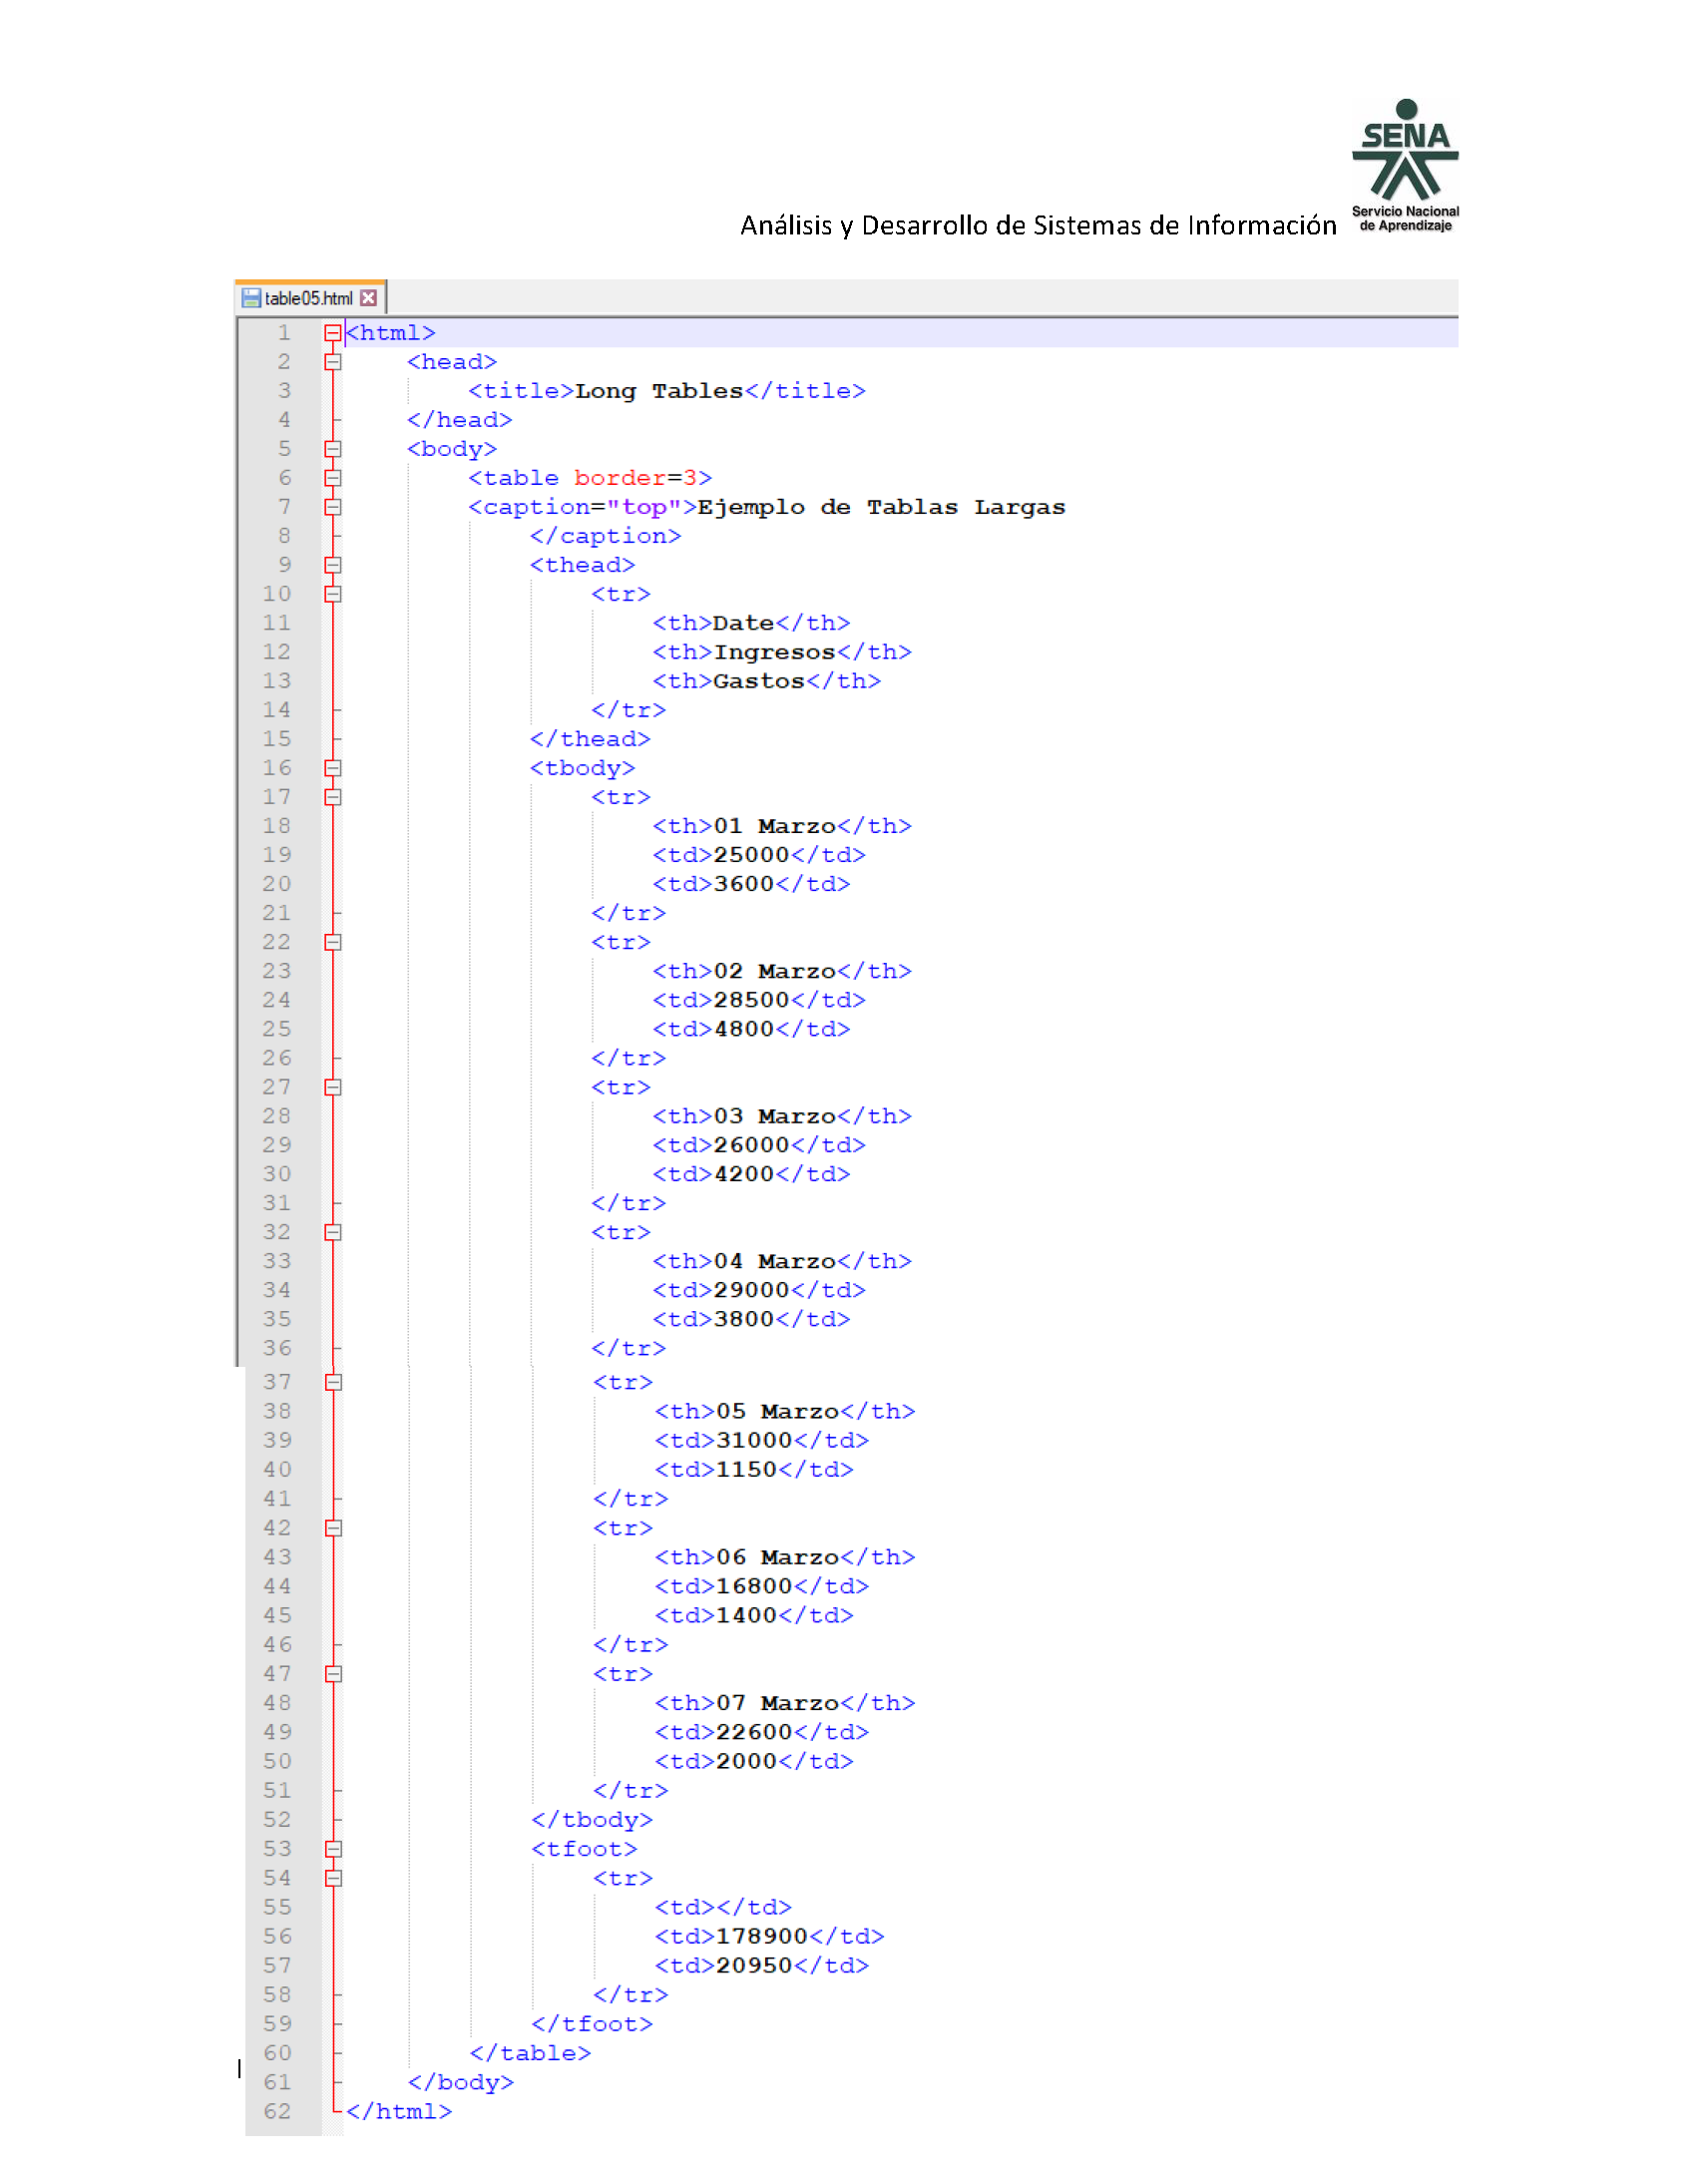 SENA
Servicio Nacional
de Aprendizaje
Análisis y Desarrollo de Sistemas de Información
table05.html
1 <html>
2 <head>
3 <title>Long Tables</title>
4 </head>
5 <body>
6 <table border=3>
7 <caption="top">Ejemplo de Tablas Largas
8 </caption>
9 <thead>
10 <tr>
11 <th>Date</th>
12 <th>Ingresos</th>
13 <th>Gastos</th>
14 </tr>
15 </thead>
16 <tbody>
17 <tr>
18 <th>01 Marzo</th>
19 <td>25000</td>
20 <td>3600</td>
21 </tr>
22 <tr>
23 <th>02 Marzo</th>
24 <td>28500</td>
25 <td>4800</td>
26 </tr>
27 <tr>
28 <th>03 Marzo</th>
29 <td>26000</td>
30 <td>4200</td>
31 </tr>
32 <tr>
33 <th>04 Marzo</th>
34 <td>29000</td>
35 <td>3800</td>
36 </tr>
37 <tr>
38 <th>05 Marzo</th>
39 <td>31000</td>
40 <td>1150</td>
41 </tr>
42 <tr>
43 <th>06 Marzo</th>
44 <td>16800</td>
45 <td>1400</td>
46 </tr>
47 <tr>
48 <th>07 Marzo</th>
49 <td>22600</td>
50 <td>2000</td>
51 </tr>
52 </tbody>
53 <tfoot>
54 <tr>
55 <td></td>
56 <td>178900</td>
57 <td>20950</td>
58 </tr>
59 </tfoot>
60 </table>
61 </body>
62 </html>